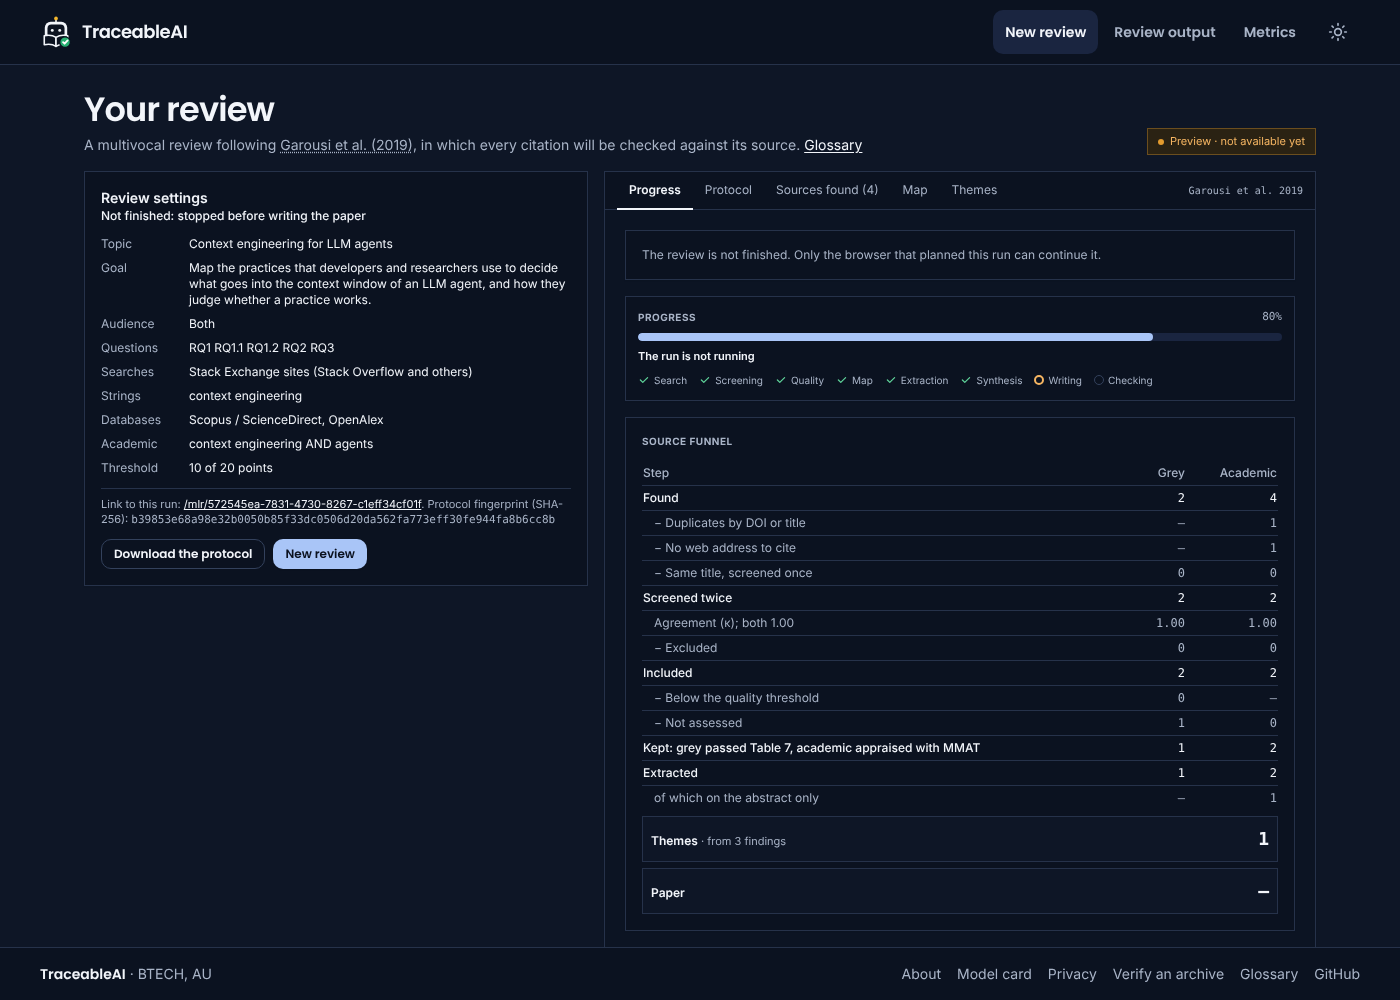 TraceableAI
New review
Review output
Metrics
Your review
A multivocal review following Garousi et al. (2019), in which every citation will be checked against its source. Glossary
Preview · not available yet
Review settings
Not finished: stopped before writing the paper
Topic Context engineering for LLM agents
Goal Map the practices that developers and researchers use to decide
what goes into the context window of an LLM agent, and how they
judge whether a practice works.
Audience Both
Questions RQ1 RQ1.1 RQ1.2 RQ2 RQ3
Searches Stack Exchange sites (Stack Overflow and others)
Strings context engineering
Databases Scopus / ScienceDirect, OpenAlex
Academic context engineering AND agents
Threshold 10 of 20 points
Link to this run: /mlr/572545ea-7831-4730-8267-c1eff34cf01f. Protocol fingerprint (SHA-
256): b39853e68a98e32b0050b85f33dc0506d20da562fa773eff30fe944fa8b6cc8b
Download the protocol
New review
Progress
Protocol
Sources found (4)
Map
Themes
Garousi et al. 2019
The review is not finished. Only the browser that planned this run can continue it.
PROGRESS 80%
The run is not running
Search Screening Quality Map Extraction Synthesis Writing Checking
SOURCE FUNNEL
Step Grey Academic
Found 2 4
− Duplicates by DOI or title — 1
− No web address to cite — 1
− Same title, screened once 0 0
Screened twice 2 2
Agreement (κ); both 1.00 1.00 1.00
− Excluded 0 0
Included 2 2
− Below the quality threshold 0 —
− Not assessed 1 0
Kept: grey passed Table 7, academic appraised with MMAT 1 2
Extracted 1 2
of which on the abstract only — 1
Themes · from 3 findings 1
Paper —
TraceableAI · BTECH, AU
About
Model card
Privacy
Verify an archive
Glossary
GitHub